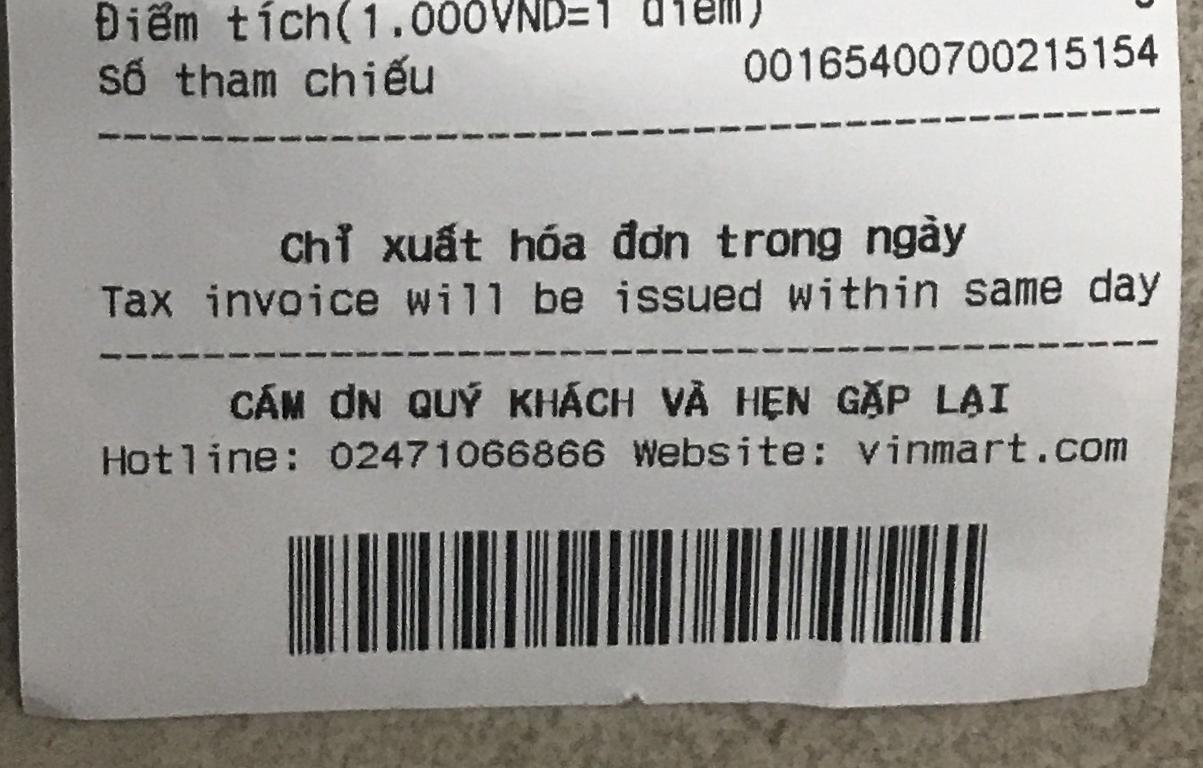 Điểm tích(1.000VND=1 điểm)
Số tham chiếu 00165400700215154
Chỉ xuất hóa đơn trong ngày
Tax invoice will be issued within same day
CÁM ƠN QUÝ KHÁCH VÀ HẸN GẶP LẠI
Hotline: 02471066866 Website: vinmart.com